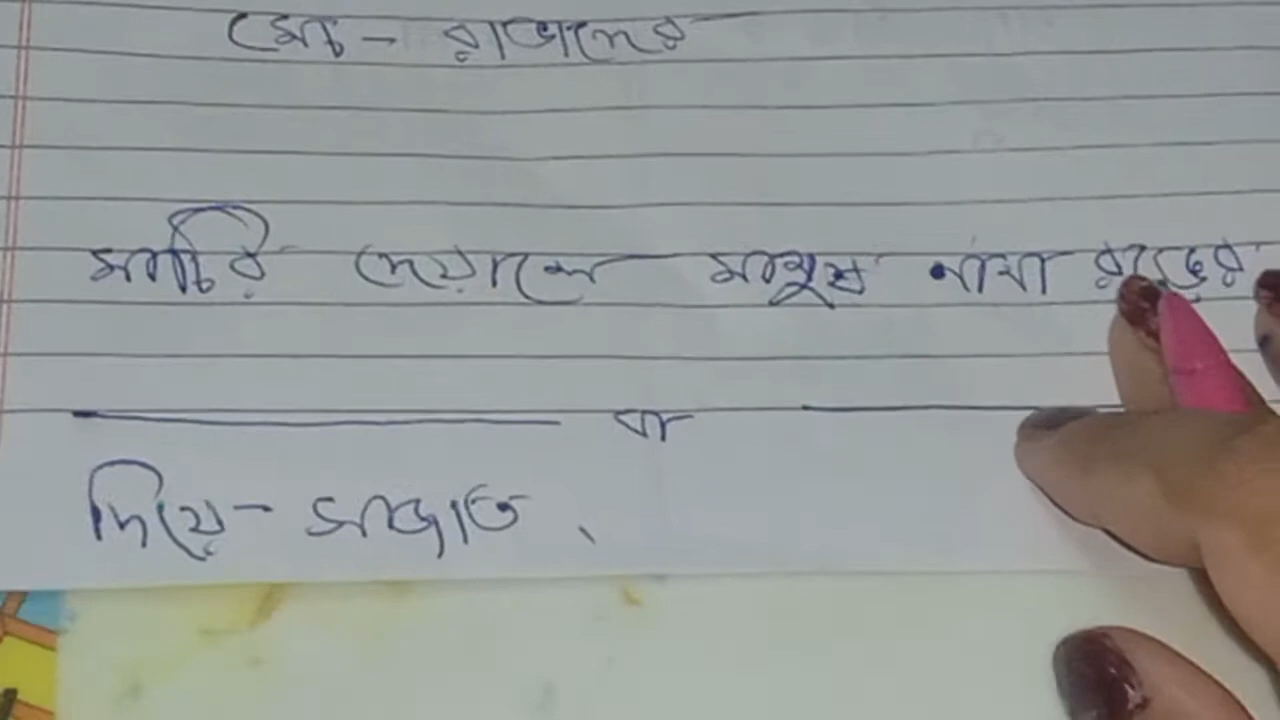 মাটির দেয়ালে মানুষ নানা রঙের
বা
দিয়ে - সাজাত